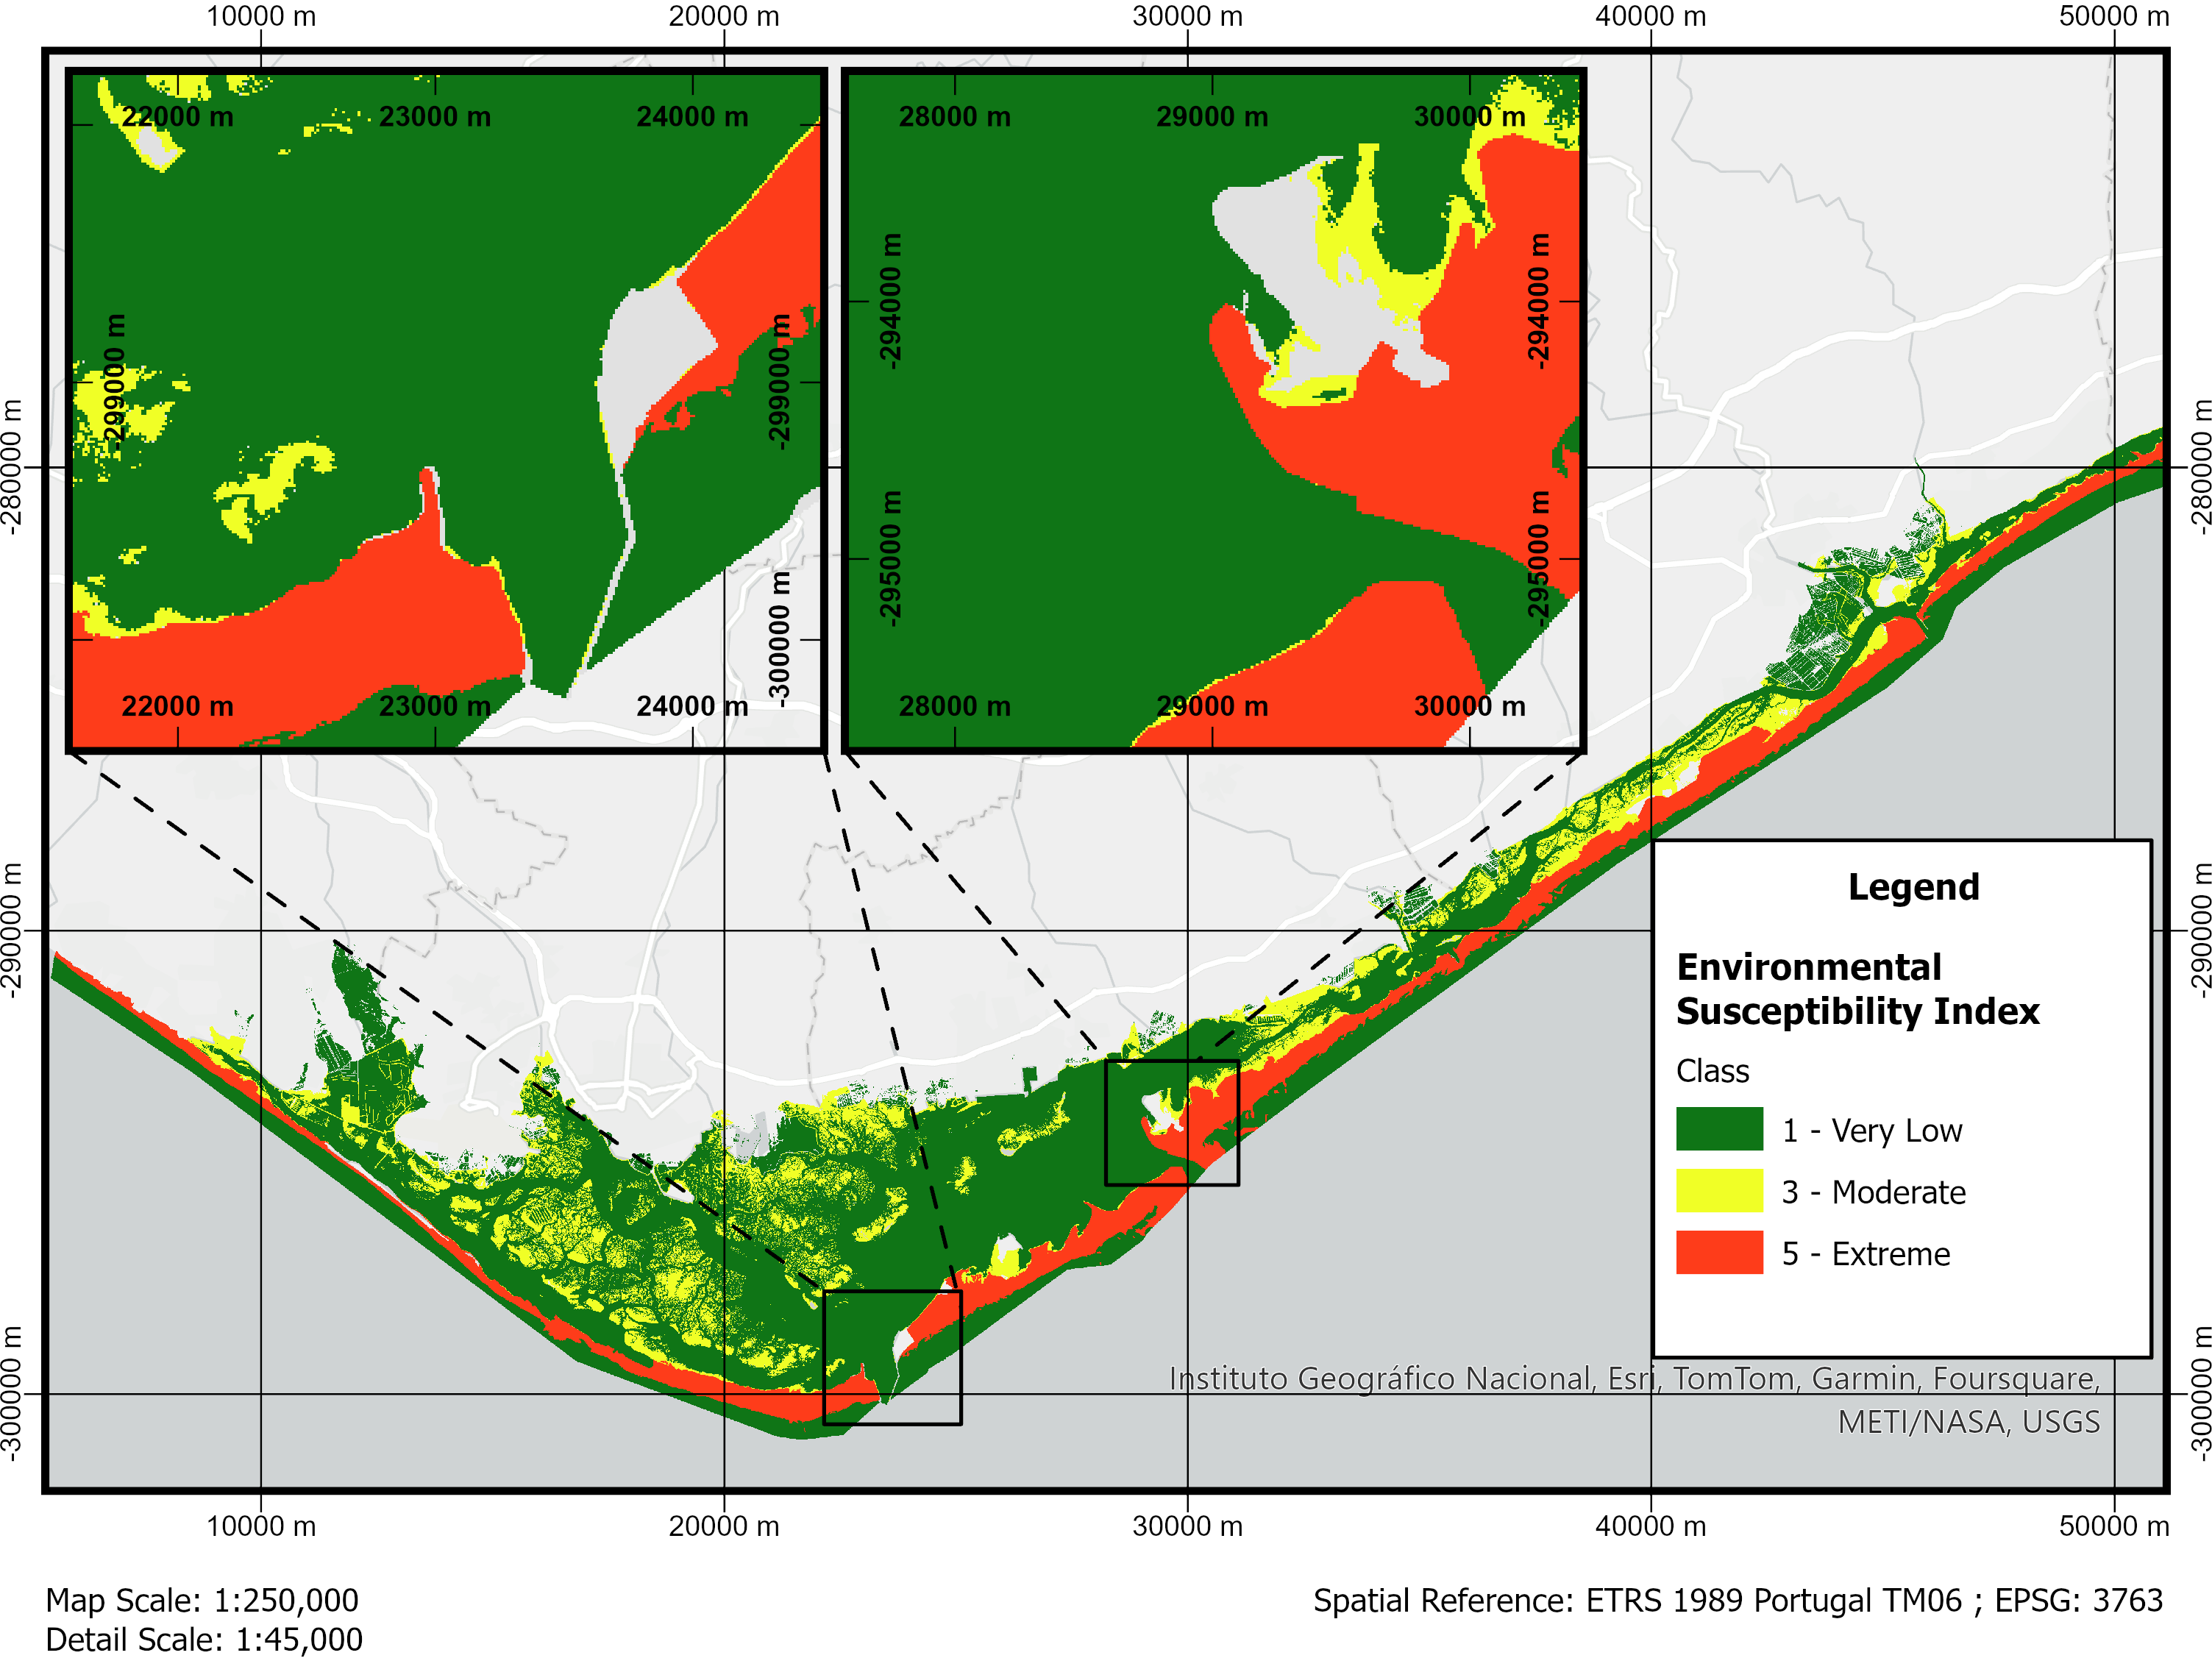 10000 m
20000 m
30000 m
40000 m
50000 m
22000 m
23000 m
24000 m
28000 m
29000 m
30000 m
-299000 m
-299000 m
-300000 m
22000 m
23000 m
24000 m
-294000 m
-294000 m
-295000 m
-295000 m
28000 m
29000 m
30000 m
-280000 m
-280000 m
-290000 m
-290000 m
-300000 m
-300000 m
Legend
Environmental
Susceptibility Index
Class
1 - Very Low
3 - Moderate
5 - Extreme
Instituto Geográfico Nacional, Esri, TomTom, Garmin, Foursquare,
METI/NASA, USGS
10000 m
20000 m
30000 m
40000 m
50000 m
Map Scale: 1:250,000
Detail Scale: 1:45,000
Spatial Reference: ETRS 1989 Portugal TM06 ; EPSG: 3763